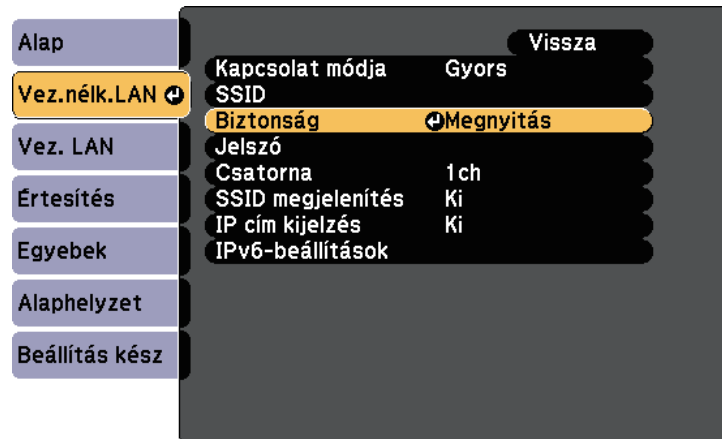 Alap
Vez.nélk.LAN
Vez. LAN
Értesítés
Egyebek
Alaphelyzet
Beállítás kész
Vissza
Kapcsolat módja Gyors
SSID
Biztonság Megnyitás
Jelszó
Csatorna 1ch
SSID megjelenítés Ki
IP cím kijelzés Ki
IPv6-beállítások